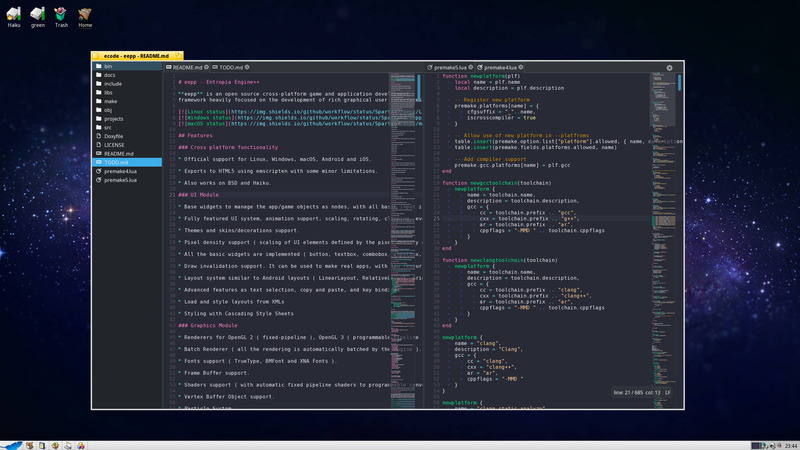 Haiku
green
Trash
Home
ecode - eepp - README.md
bin
docs
include
libs
make
obj
projects
src
Doxyfile
LICENSE
README.md
TODO.md
premake4.lua
premake5.lua
README.md
TODO.md
# eepp - Entropia Engine++
**eepp** is an open source cross-platform game and application
framework heavily focused on the development of rich graphical user
[![Linux status](https://img.shields.io/github/workflow/status/
[![Windows status](https://img.shields.io/github/workflow/status/
[![macOS status](https://img.shields.io/github/workflow/status/
## Features
### Cross platform functionality
* Official support for Linux, Windows, macOS, Android and iOS.
* Exports to HTML5 using emscripten with some minor limitations.
* Also works on BSD and Haiku.
### UI Module
* Base widgets to manage the app/game objects as nodes, with all
* Fully featured UI system, animation support, scaling, rotating,
* Themes and skins/decorations support.
* Pixel density support ( scaling of UI elements defined by the
* All the basic widgets are implemented ( button, textbox, combobox,
* Draw invalidation support. It can be used to make real apps, with
* Layout system similar to Android layouts ( LinearLayout,
* Advanced features as text selection, copy and paste, and key
* Load and style layouts from XMLs
* Styling with Cascading Style Sheets
### Graphics Module
* Renderers for OpenGL 2 ( fixed-pipeline ), OpenGL 3 (
* Batch Renderer ( all the rendering is automatically batched by the
* Fonts support ( TrueType, BMFont and XNA Fonts ).
* Frame Buffer support.
* Shaders support ( with automatic fixed pipeline shaders to
* Vertex Buffer Object support.
* Particle System
premake5.lua
premake4.lua
function newplatform(plf)
local name = plf.name
local description = plf.description
-- Register new platform
premake.platforms[name] = {
cfgsuffix = "_"..name,
iscrosscompiler = true
}
-- Allow use of new platform in --platfroms
table.insert(premake.option.list["platform"].allowed, { name,
table.insert(premake.fields.platforms.allowed, name)
-- Add compiler support
premake.gcc.platforms[name] = plf.gcc
end
function newgcctoolchain(toolchain)
newplatform {
name = toolchain.name,
description = toolchain.description,
gcc = {
cc = toolchain.prefix .. "gcc",
cxx = toolchain.prefix .. "g++",
ar = toolchain.prefix .. "ar",
cppflags = "-MMD " .. toolchain.cppflags
}
}
end
function newclangtoolchain(toolchain)
newplatform {
name = toolchain.name,
description = toolchain.description,
gcc = {
cc = toolchain.prefix .. "clang",
cxx = toolchain.prefix .. "clang++",
ar = toolchain.prefix .. "ar",
cppflags = "-MMD " .. toolchain.cppflags
}
}
end
newplatform {
name = "clang",
description = "Clang",
gcc = {
cc = "clang",
cxx = "clang++",
ar = "ar",
cppflags = "-MMD "
}
}
newplatform {
line: 21 / 685 col: 13 LF
23:44